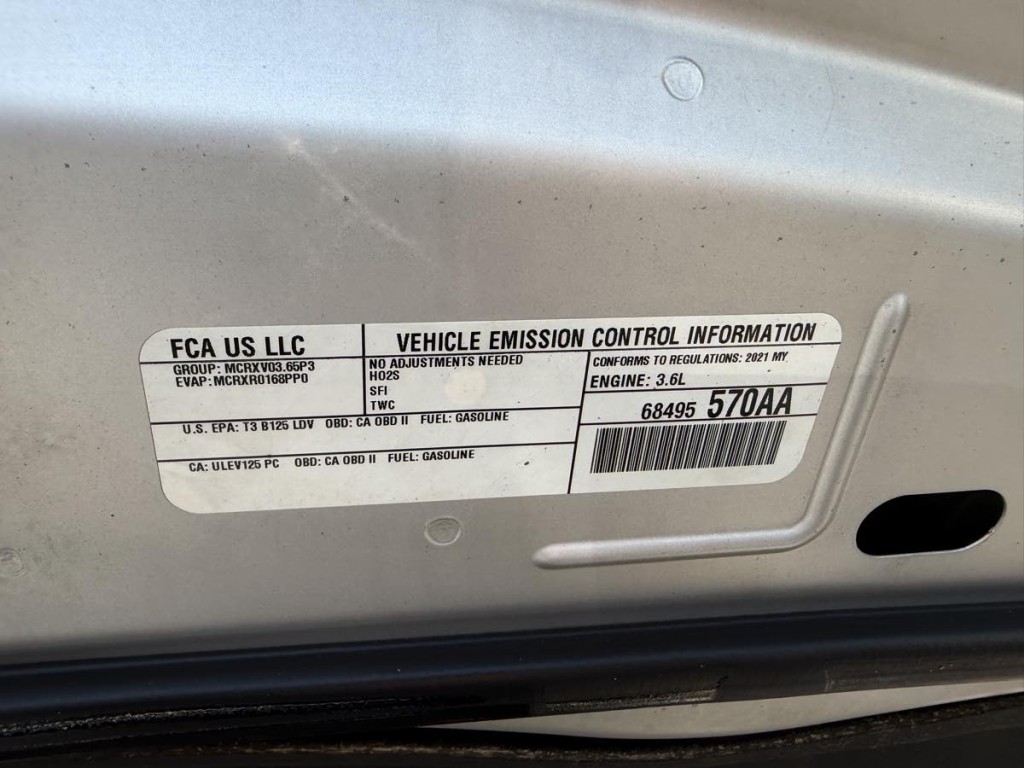 FCA US LLC
GROUP: MCRXV03.65P3
EVAP: MCRXR0168PP0
VEHICLE EMISSION CONTROL INFORMATION
NO ADJUSTMENTS NEEDED
HO2S
SFI
TWC
CONFORMS TO REGULATIONS: 2021 MY
ENGINE: 3.6L
68495 570AA
U.S. EPA: T3 B125 LDV OBD: CA OBD II FUEL: GASOLINE
CA: ULEV125 PC OBD: CA OBD II FUEL: GASOLINE